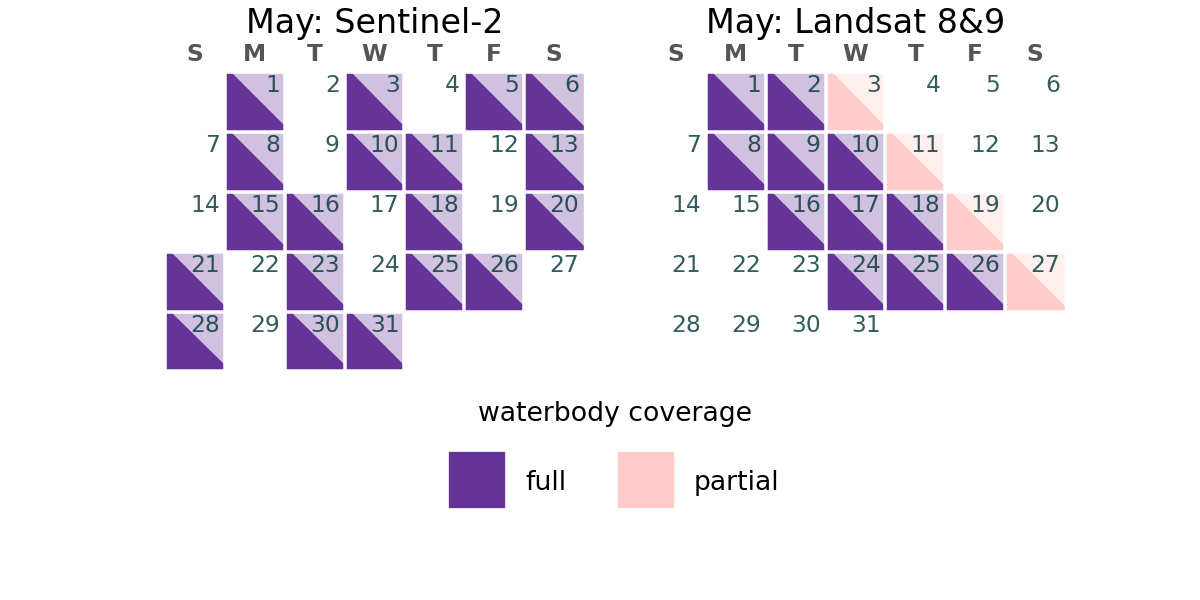 May: Sentinel-2 May: Landsat 8&9
S M T W T F S S M T W T F S
1 2 3 4 5 6 1 2 3 4 5 6
7 8 9 10 11 12 13 7 8 9 10 11 12 13
14 15 16 17 18 19 20 14 15 16 17 18 19 20
21 22 23 24 25 26 27 21 22 23 24 25 26 27
28 29 30 31 28 29 30 31
waterbody coverage
full partial